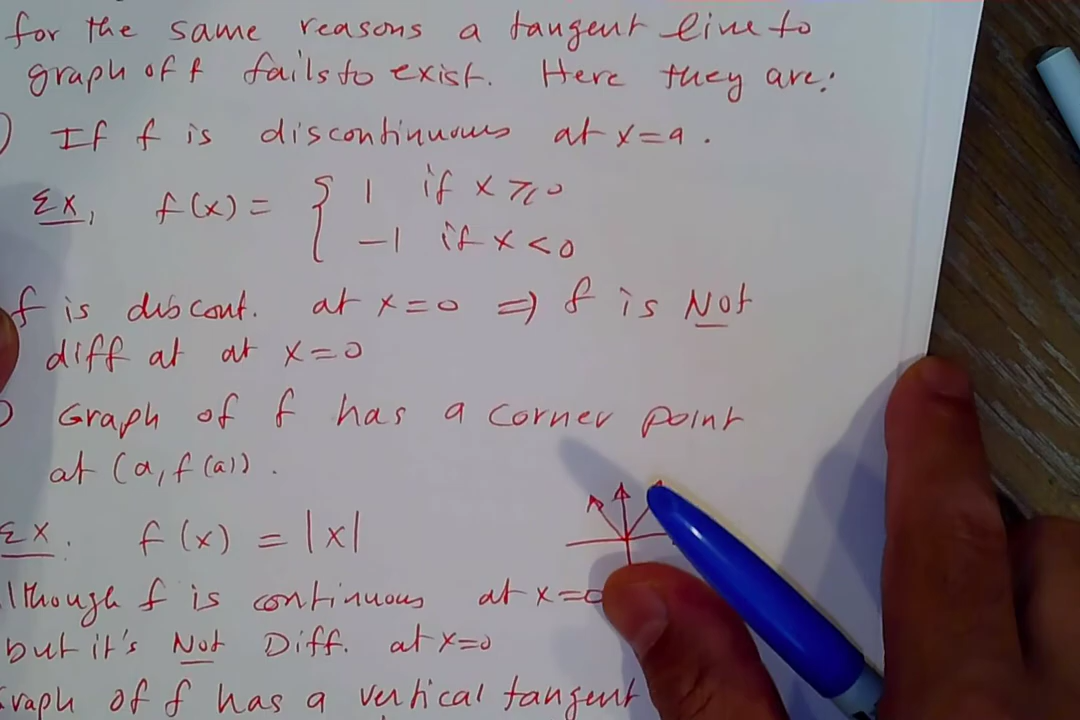 for the same reasons a tangent line to
graph of f fails to exist. Here they are:
) If f is discontinuous at x=a.
Ex, f(x) = { 1 if x ≥ 0
-1 if x < 0
f is discont. at x=0 => f is Not
diff at at x=0
) Graph of f has a corner point
at (a, f(a)).
Ex. f(x) = |x|
lthough f is continuous at x=0
but it's Not Diff. at x=0
raph of f has a vertical tangent